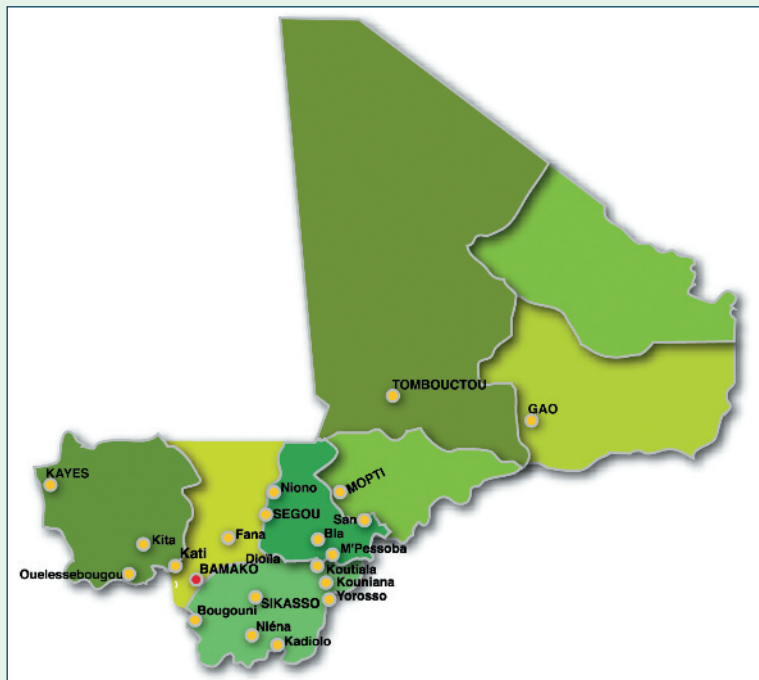 TOMBOUCTOU
GAO
KAYES
Niono
MOPTI
SEGOU
San
Fana
Bla
Kita
Kati
M'Pessoba
Dioïla
Ouelessebougou
BAMAKO
Koutiala
Kouniana
SIKASSO
Yorosso
Bougouni
Niéna
Kadiolo